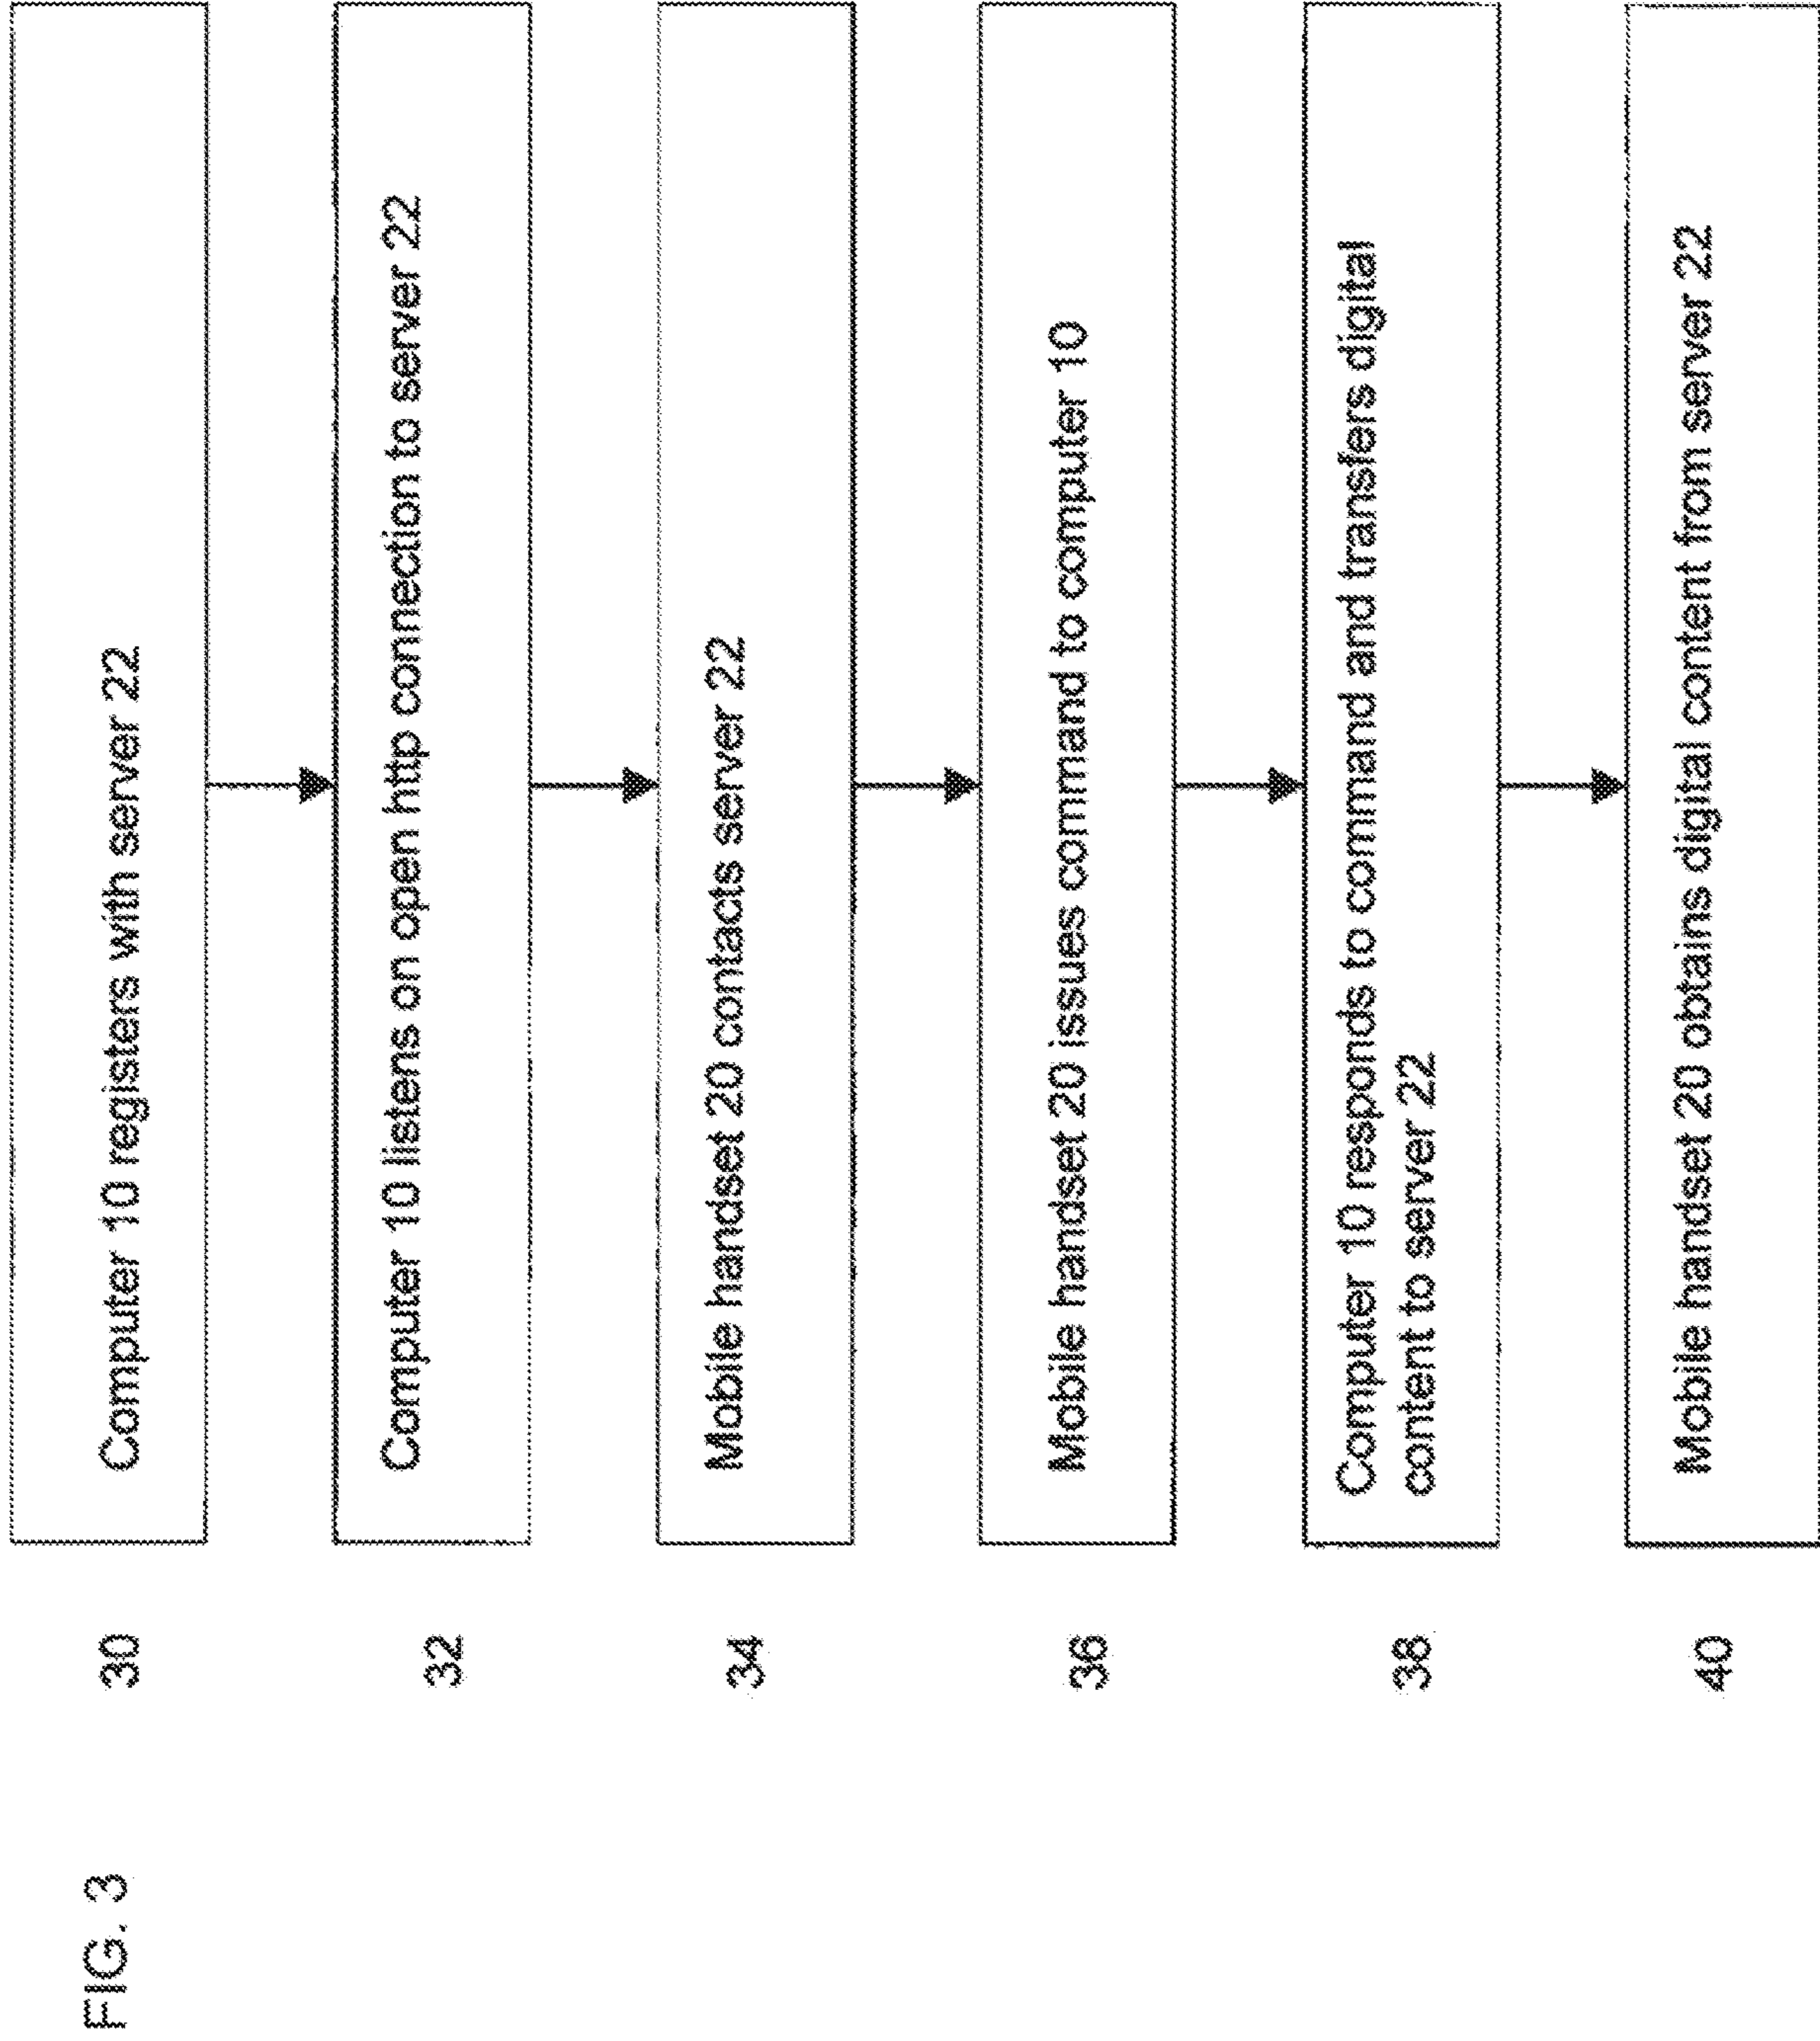 FIG. 3
30
Computer 10 registers with server 22
32
Computer 10 listens on open http connection to server 22
34
Mobile handset 20 contacts server 22
36
Mobile handset 20 issues command to computer 10
38
Computer 10 responds to command and transfers digital
content to server 22
40
Mobile handset 20 obtains digital content from server 22